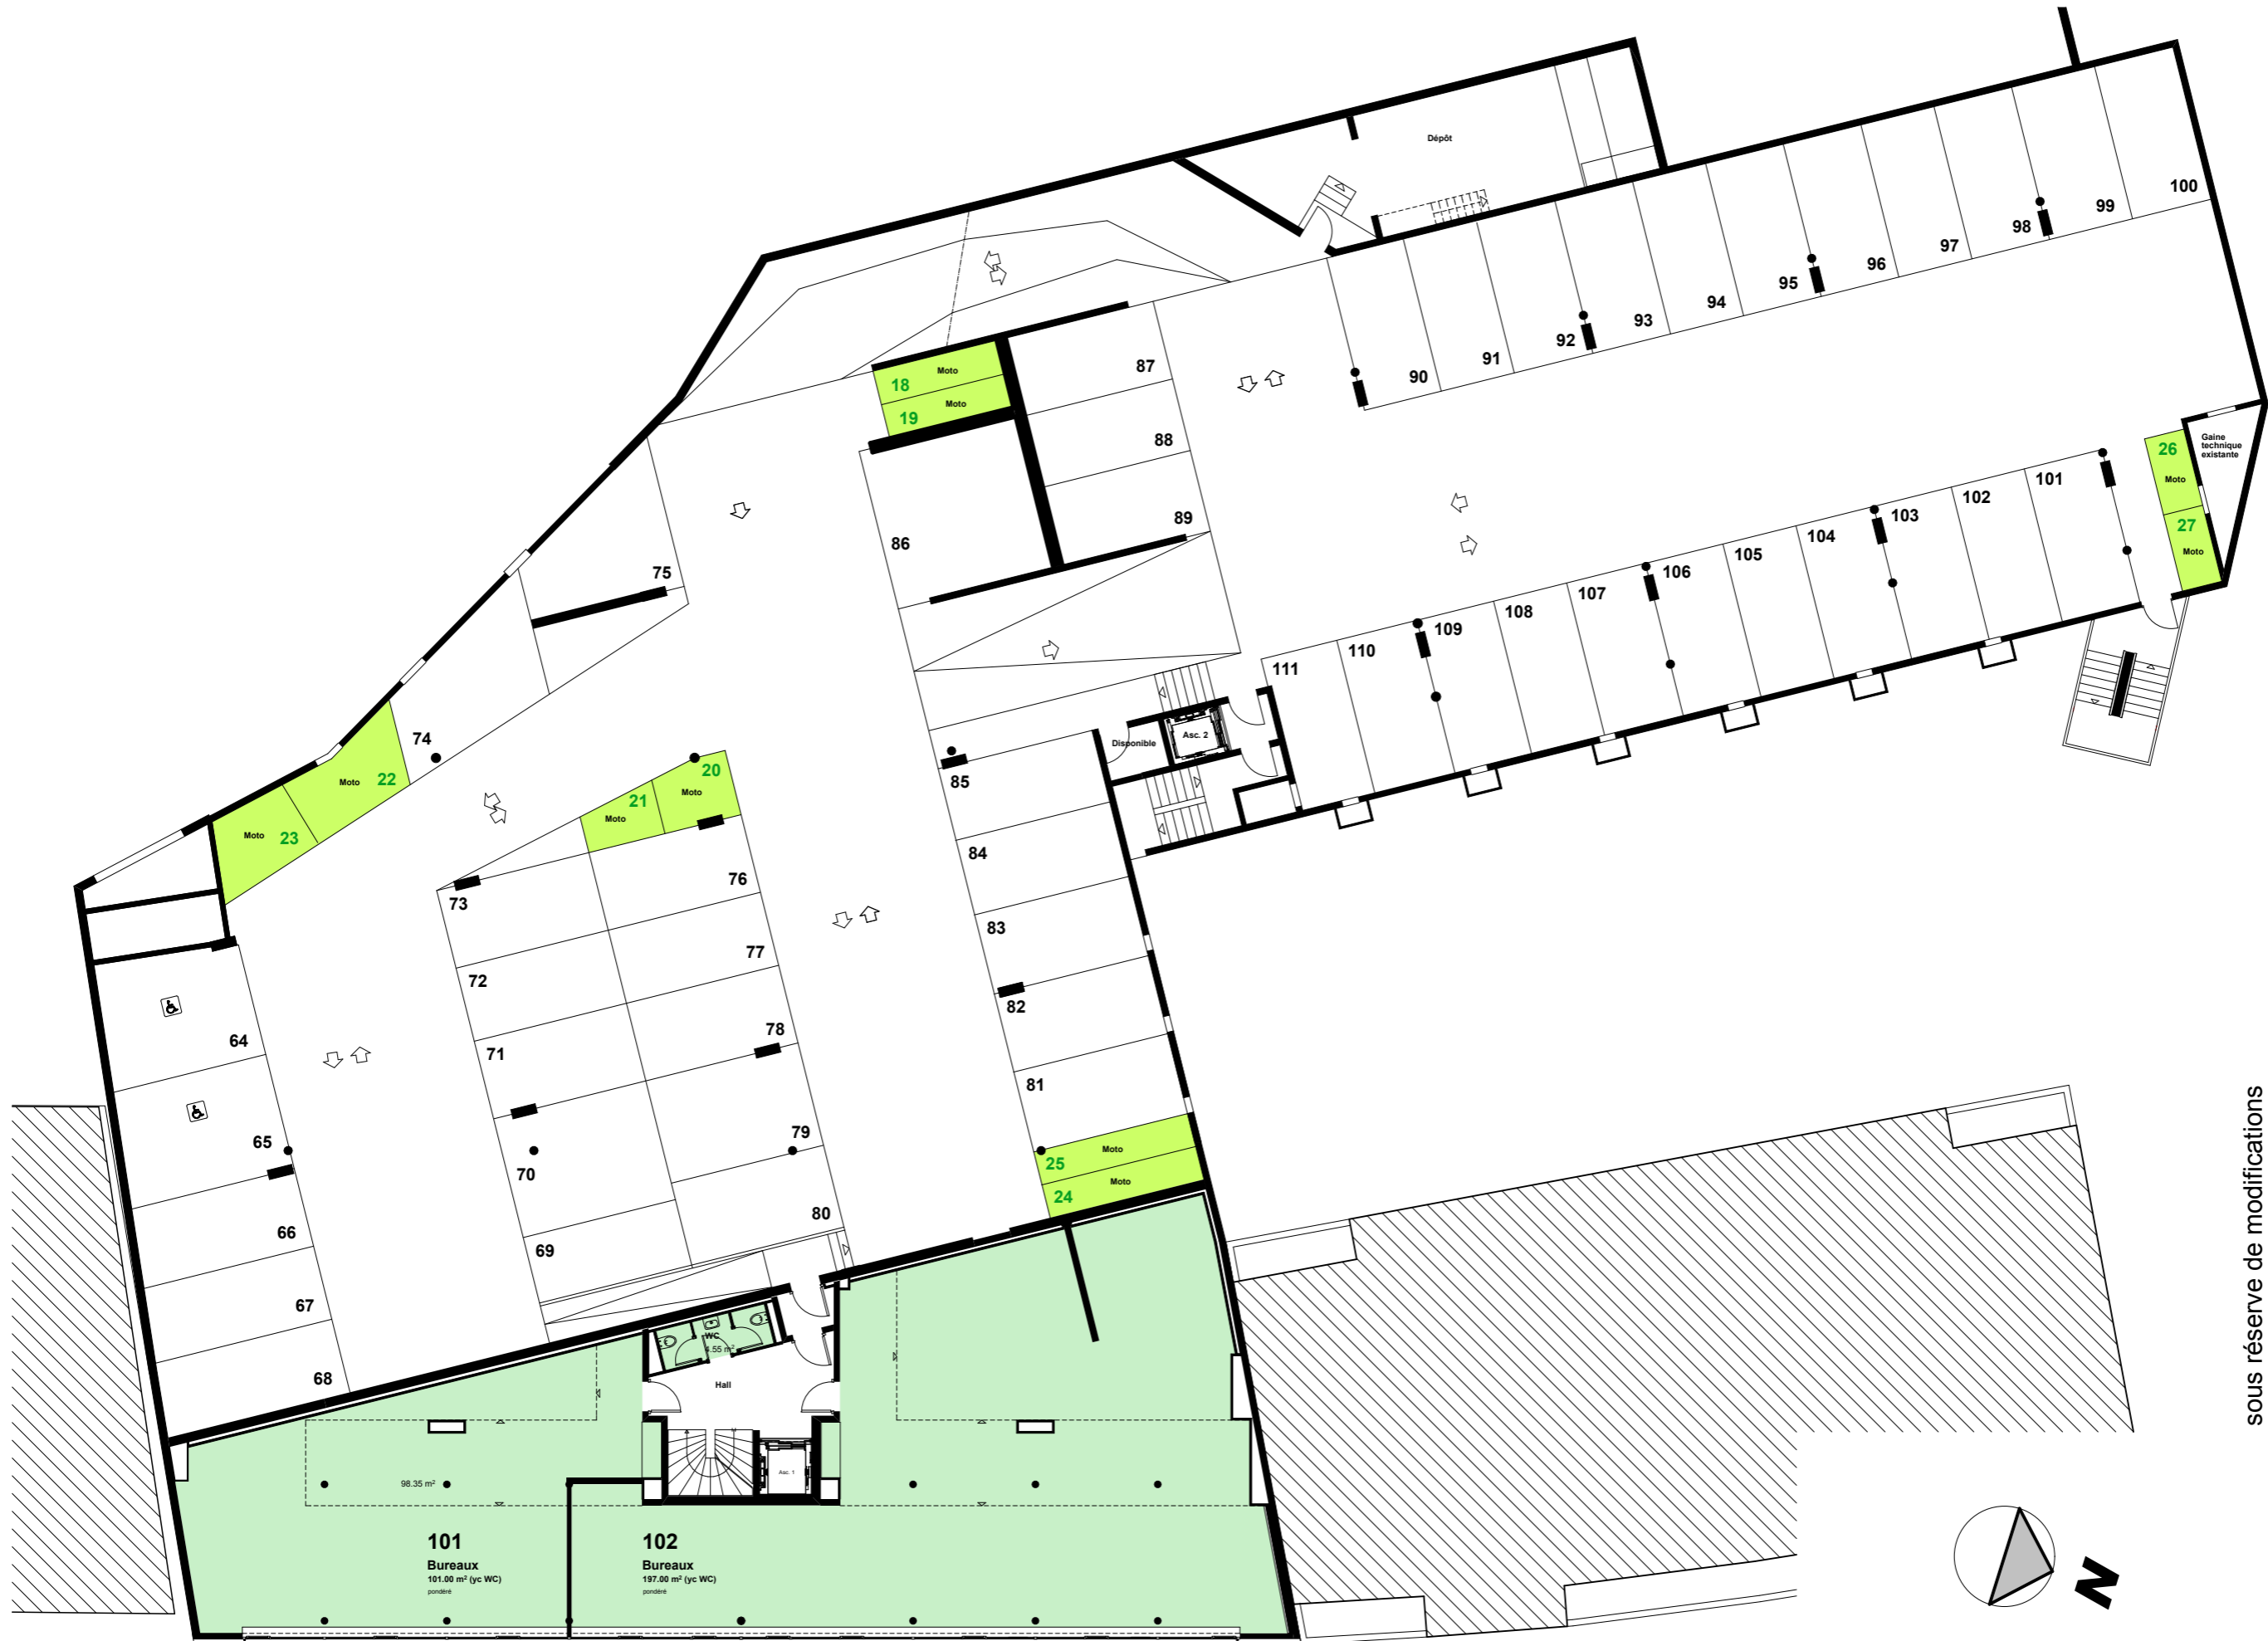 Dépôt
100
99
98
97
96
95
94
93
92
91
90
87
88
89
18
Moto
Moto
19
86
75
26
Moto
27
Moto
Gaine
technique
existante
101
102
103
104
105
106
107
108
109
110
111
Disponible
Asc. 2
74
Moto
22
Moto
23
20
Moto
21
Moto
85
84
83
82
81
73
76
72
77
71
78
70
79
69
80
64
65
66
67
68
Moto
25
Moto
24
WC
4.55 m²
Hall
Asc. 1
98.35 m²
101
Bureaux
101.00 m² (yc WC)
pondéré
102
Bureaux
197.00 m² (yc WC)
pondéré
sous réserve de modifications
N